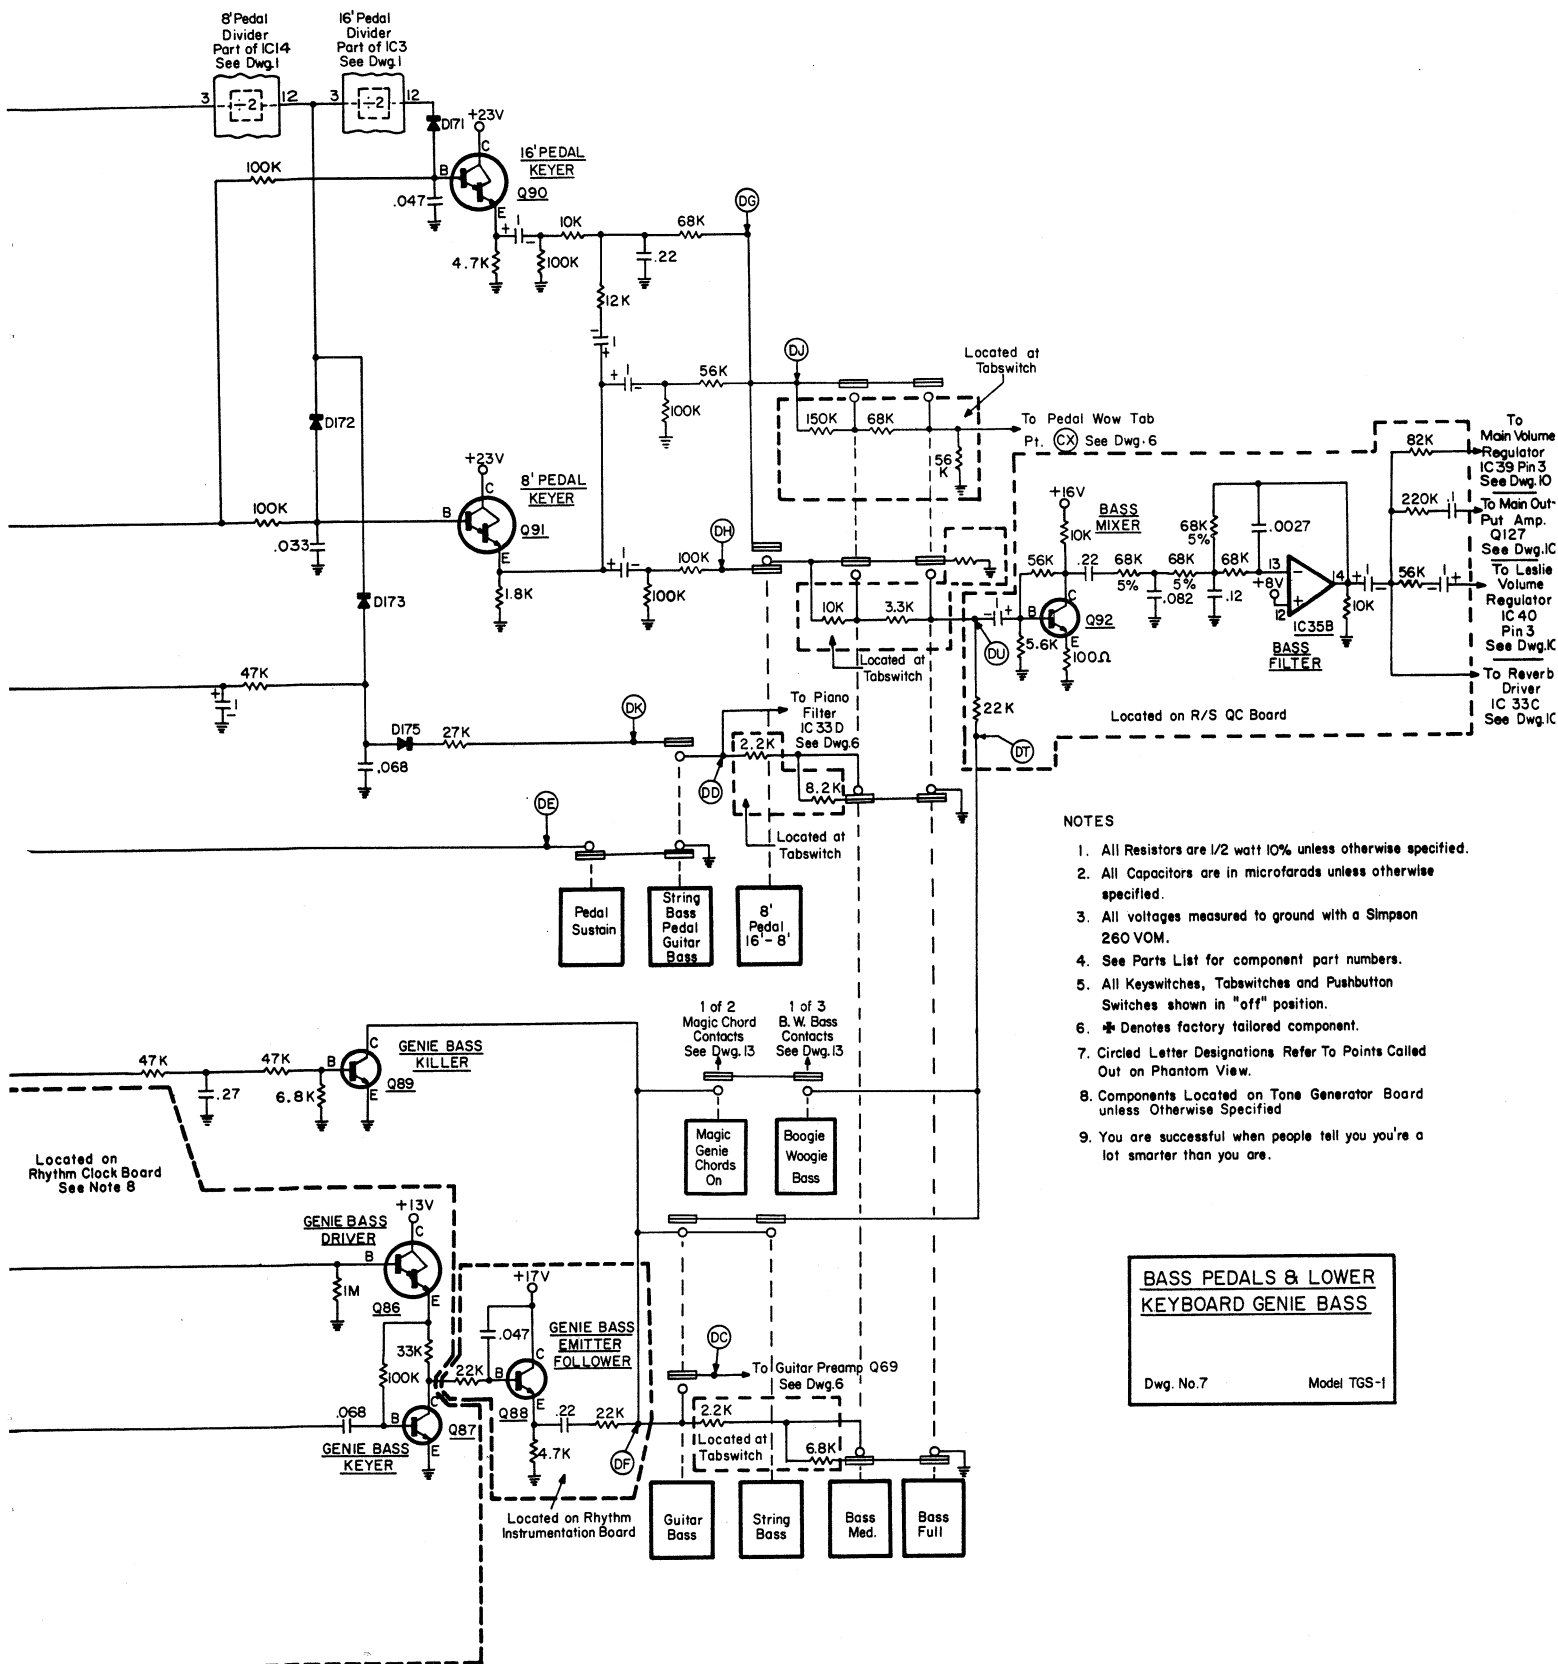 8' Pedal
Divider
Part of IC14
See Dwg.1
16' Pedal
Divider
Part of IC3
See Dwg.1
3
÷2
12
3
÷2
12
D171
+23V
C
B
E
16' PEDAL
KEYER
Q90
100K
.047
4.7K
+ 1 -
100K
10K
.22
68K
DG
12K
- 1 +
+ 1 -
100K
56K
DJ
Located at
Tabswitch
150K
68K
56
K
To Pedal Wow Tab
Pt. CX See Dwg. 6
D172
+23V
C
B
E
8' PEDAL
KEYER
Q91
100K
.033
1.8K
+ 1 -
100K
100K
DH
D173
10K
3.3K
Located at
Tabswitch
- 1 +
DU
BASS
MIXER
+16V
10K
56K
B
C
E
Q92
5.6K
100Ω
.22
68K
5%
.082
68K
5%
68K
5%
.12
68K
.0027
13
-
+8V
+
12
14
IC35B
BASS
FILTER
10K
+ 1 -
82K
220K
1
56K
- 1 +
To
Main Volume
Regulator
IC39 Pin 3
See Dwg.10
To Main Out-
Put Amp.
Q127
See Dwg.1C
To Leslie
Volume
Regulator
IC 40
Pin 3
See Dwg.1C
To Reverb
Driver
IC 33C
See Dwg.1C
Located on R/S QC Board
22K
DT
47K
+ 1 -
D175
27K
.068
DK
To Piano
Filter
IC 33D
See Dwg.6
DD
2.2K
8.2K
Located at
Tabswitch
DE
Pedal
Sustain
String
Bass
Pedal
Guitar
Bass
8'
Pedal
16' - 8'
NOTES
1. All Resistors are 1/2 watt 10% unless otherwise specified.
2. All Capacitors are in microfarads unless otherwise
specified.
3. All voltages measured to ground with a Simpson
260 VOM.
4. See Parts List for component part numbers.
5. All Keyswitches, Tabswitches and Pushbutton
Switches shown in "off" position.
6. ✚ Denotes factory tailored component.
7. Circled Letter Designations Refer To Points Called
Out on Phantom View.
8. Components Located on Tone Generator Board
unless Otherwise Specified
9. You are successful when people tell you you're a
lot smarter than you are.
47K
.27
47K
6.8K
B
C
E
Q89
GENIE BASS
KILLER
1 of 2
Magic Chord
Contacts
See Dwg.13
1 of 3
B.W. Bass
Contacts
See Dwg.13
Magic
Genie
Chords
On
Boogie
Woogie
Bass
Located on
Rhythm Clock Board
See Note 8
GENIE BASS
DRIVER
+13V
C
B
E
1M
Q86
33K
100K
.068
B
C
E
Q87
GENIE BASS
KEYER
22K
.047
+17V
B
C
E
Q88
GENIE BASS
EMITTER
FOLLOWER
4.7K
.22
22K
DF
Located on Rhythm
Instrumentation Board
DC
To Guitar Preamp Q69
See Dwg.6
2.2K
6.8K
Located at
Tabswitch
Guitar
Bass
String
Bass
Bass
Med.
Bass
Full
BASS PEDALS & LOWER
KEYBOARD GENIE BASS
Dwg. No.7
Model TGS-1